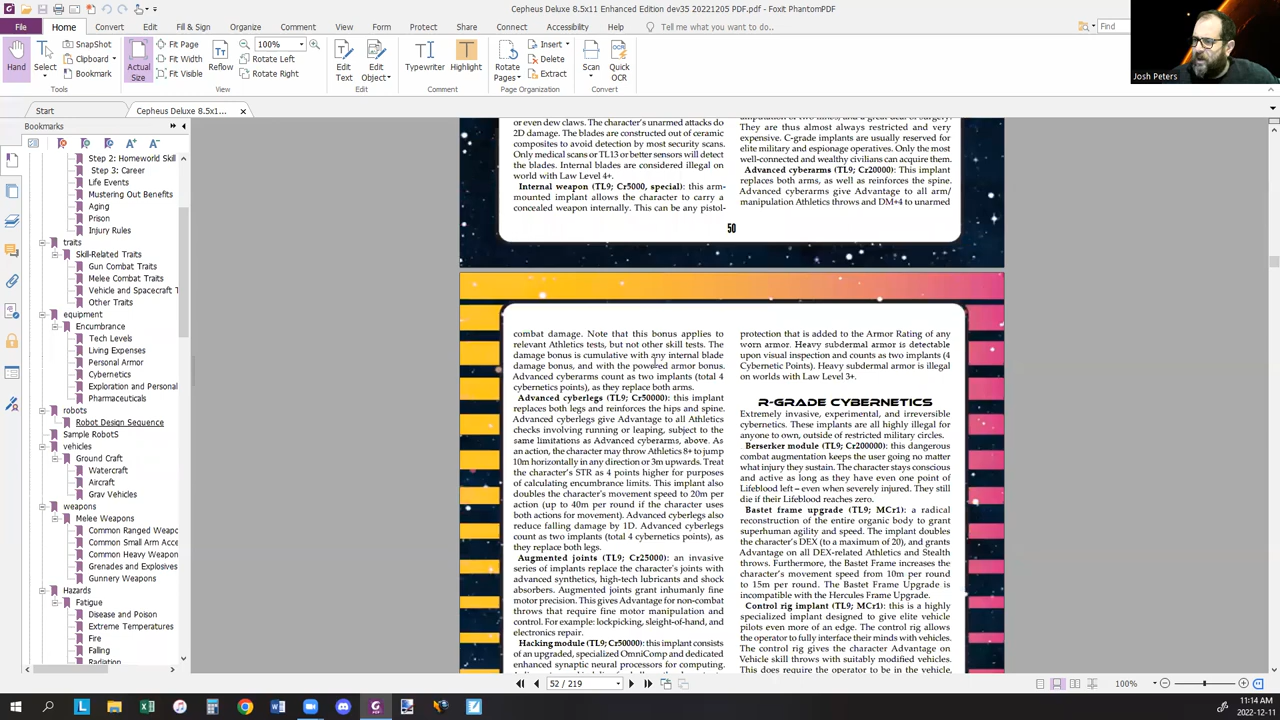 Cepheus Deluxe 8.5x11 Enhanced Edition dev35 20221205 PDF.pdf - Foxit PhantomPDF
File Home Convert Edit Fill & Sign Organize Comment View Form Protect Share Connect Accessibility Help Tell me what you want to do... Find
Hand
Select
SnapShot
Clipboard
Bookmark
Tools
Actual Size
Fit Page
Fit Width
Fit Visible
Reflow
100%
Rotate Left
Rotate Right
View
Edit Text
Edit Object
Edit
Typewriter
Highlight
Comment
Rotate Pages
Insert
Delete
Extract
Page Organization
Scan
Quick OCR
Convert
Josh Peters
Start
Cepheus Deluxe 8.5x1...
Bookmarks
Step 2: Homeworld Skil
Step 3: Career
Life Events
Mustering Out Benefits
Aging
Prison
Injury Rules
traits
Skill-Related Traits
Gun Combat Traits
Melee Combat Traits
Vehicle and Spacecraft T
Other Traits
equipment
Encumbrance
Tech Levels
Living Expenses
Personal Armor
Cybernetics
Exploration and Personal
Pharmaceuticals
robots
Robot Design Sequence
Sample RobotS
vehicles
Ground Craft
Watercraft
Aircraft
Grav Vehicles
weapons
Melee Weapons
Common Ranged Weapo
Common Small Arm Acce
Common Heavy Weapon
Grenades and Explosives
Gunnery Weapons
Hazards
Fatigue
Disease and Poison
Extreme Temperatures
Fire
Falling
Radiation
or even dew claws. The character's unarmed attacks do
2D damage. The blades are constructed out of ceramic
composites to avoid detection by most security scans.
Only medical scans or TL13 or better sensors will detect
the blades. Internal blades are considered illegal on
world with Law Level 4+.
Internal weapon (TL9; Cr5000, special): this arm-
mounted implant allows the character to carry a
concealed weapon internally. This can be any pistol-
They are thus almost always restricted and very
expensive. C-grade implants are usually reserved for
elite military and espionage operatives. Only the most
well-connected and wealthy civilians can acquire them.
Advanced cyberarms (TL9; Cr20000): This implant
replaces both arms, as well as reinforces the spine.
Advanced cyberarms give Advantage to all arm/
manipulation Athletics throws and DM+4 to unarmed
50
combat damage. Note that this bonus applies to
relevant Athletics tests, but not other skill tests. The
damage bonus is cumulative with any internal blade
damage bonus, and with the powered armor bonus.
Advanced cyberarms count as two implants (total 4
cybernetics points), as they replace both arms.
Advanced cyberlegs (TL9; Cr50000): this implant
replaces both legs and reinforces the hips and spine.
Advanced cyberlegs give Advantage to all Athletics
checks involving running or leaping, subject to the
same limitations as Advanced cyberarms, above. As
an action, the character may throw Athletics 8+ to jump
10m horizontally in any direction or 3m upwards. Treat
the character's STR as 4 points higher for purposes
of calculating encumbrance limits. This implant also
doubles the character's movement speed to 20m per
action (up to 40m per round if the character uses
both actions for movement). Advanced cyberlegs also
reduce falling damage by 1D. Advanced cyberlegs
count as two implants (total 4 cybernetics points), as
they replace both legs.
Augmented joints (TL9; Cr25000): an invasive
series of implants replace the character's joints with
advanced synthetics, high-tech lubricants and shock
absorbers. Augmented joints grant inhumanly fine
motor precision. This gives Advantage for non-combat
throws that require fine motor manipulation and
control. For example: lockpicking, sleight-of-hand, and
electronics repair.
Hacking module (TL9; Cr50000): this implant consists
of an upgraded, specialized OmniComp and dedicated
enhanced synaptic neural processors for computing.
protection that is added to the Armor Rating of any
worn armor. Heavy subdermal armor is detectable
upon visual inspection and counts as two implants (4
Cybernetic Points). Heavy subdermal armor is illegal
on worlds with Law Level 3+.
R-GRADE CYBERNETICS
Extremely invasive, experimental, and irreversible
cybernetics. These implants are all highly illegal for
anyone to own, outside of restricted military circles.
Berserker module (TL9; Cr200000): this dangerous
combat augmentation keeps the user going no matter
what injury they sustain. The character stays conscious
and active as long as they have even one point of
Lifeblood left – even when severely injured. They still
die if their Lifeblood reaches zero.
Bastet frame upgrade (TL9; MCr1): a radical
reconstruction of the entire organic body to grant
superhuman agility and speed. The implant doubles
the character's DEX (to a maximum of 20), and grants
Advantage on all DEX-related Athletics and Stealth
throws. Furthermore, the Bastet Frame increases the
character's movement speed from 10m per round
to 15m per round. The Bastet Frame Upgrade is
incompatible with the Hercules Frame Upgrade.
Control rig implant (TL9; MCr1): this is a highly
specialized implant designed to give elite vehicle
pilots even more of an edge. The control rig allows
the operator to fully interface their minds with vehicles.
The control rig gives the character Advantage on
Vehicle skill throws with suitably modified vehicles.
This does require the operator to be in the vehicle,
52 / 219
100%
11:14 AM
2022-12-11